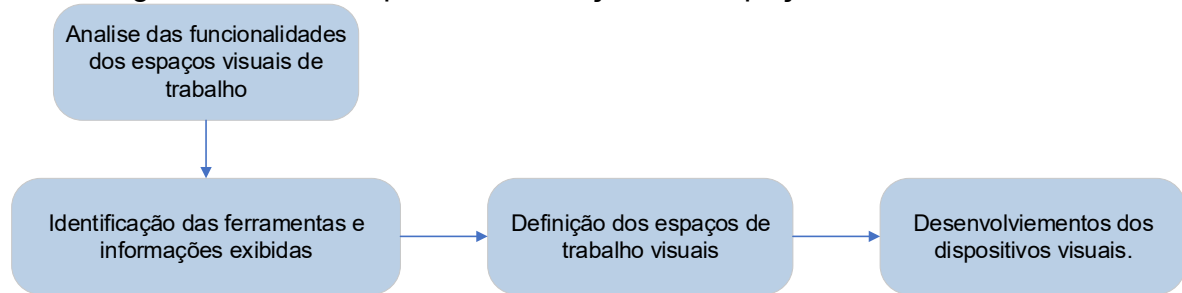 Analise das funcionalidades
dos espaços visuais de
trabalho
Identificação das ferramentas e
informações exibidas
Definição dos espaços de
trabalho visuais
Desenvolviementos dos
dispositivos visuais.